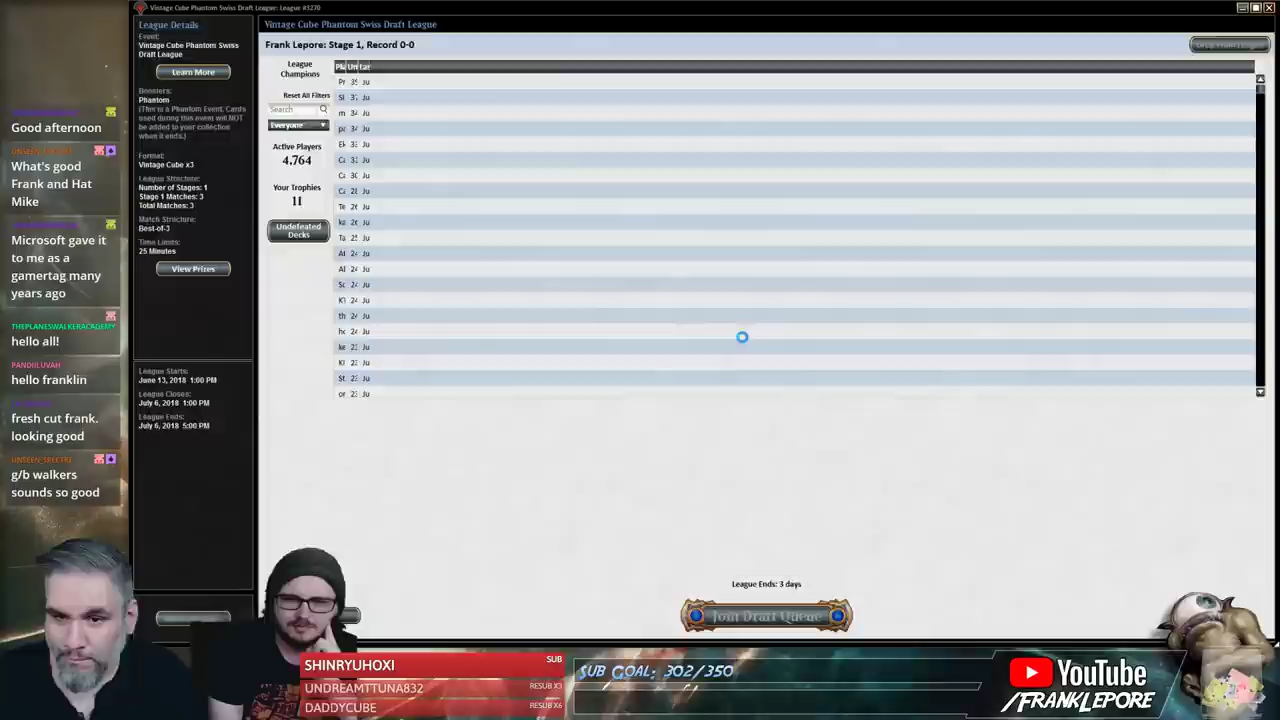 Vintage Cube Phantom Swiss Draft League: League #3270
League Details
Event:
Vintage Cube Phantom Swiss
Draft League
Learn More
Boosters:
Phantom
(This is a Phantom Event. Cards
used during this event will NOT
be added to your collection
when it ends.)
Format:
Vintage Cube x3
League Structure:
Number of Stages: 1
Stage 1 Matches: 3
Total Matches: 3
Match Structure:
Best-of-3
Time Limits:
25 Minutes
View Prizes
League Starts:
June 13, 2018 1:00 PM
League Closes:
July 6, 2018 1:00 PM
League Ends:
July 6, 2018 5:00 PM
Vintage Cube Phantom Swiss Draft League
Frank Lepore: Stage 1, Record 0-0
League
Champions
Reset All Filters
Search
Everyone
Active Players
4,764
Your Trophies
11
Undefeated
Decks
League Ends: 3 days
Join Draft Queue
Good afternoon
What's good
Frank and Hat
Mike
Microsoft gave it
to me as a
gamertag many
years ago
THEPLANESWALKERACADEMY
hello all!
PANDIILUVAH
hello franklin
fresh cut frank.
looking good
UNSEEN_SPECTRE
g/b walkers
sounds so good
SHINRYUHOXI SUB
UNDREAMTTUNA832 RESUB X3
DADDYCUBE RESUB X6
SUB GOAL: 302/350
YouTube
/FRANKLEPORE